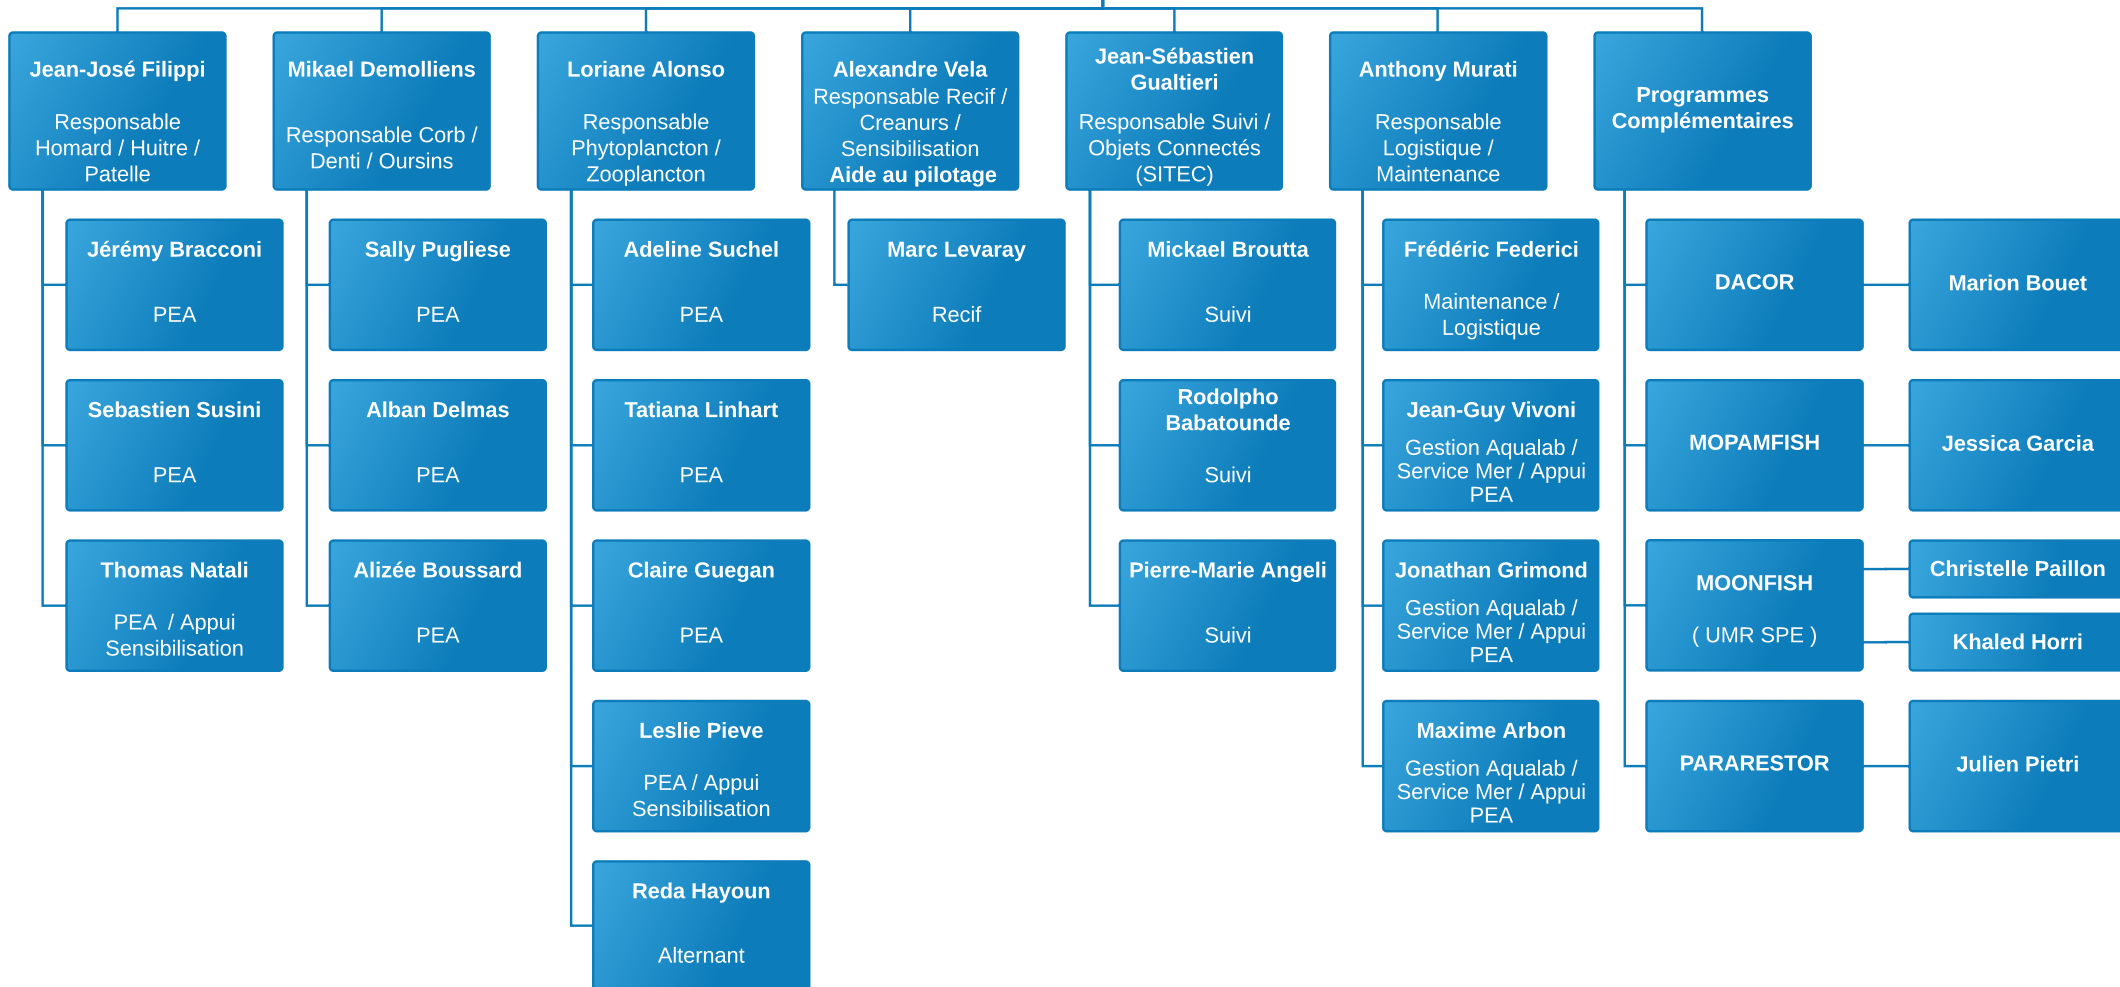 Jean-José Filippi
Responsable
Homard / Huitre /
Patelle
Mikael Demolliens
Responsable Corb /
Denti / Oursins
Loriane Alonso
Responsable
Phytoplancton /
Zooplancton
Alexandre Vela
Responsable Recif /
Creanurs /
Sensibilisation
Aide au pilotage
Jean-Sébastien
Gualtieri
Responsable Suivi /
Objets Connectés
(SITEC)
Anthony Murati
Responsable
Logistique /
Maintenance
Programmes
Complémentaires
Jérémy Bracconi
PEA
Sebastien Susini
PEA
Thomas Natali
PEA  / Appui
Sensibilisation
Sally Pugliese
PEA
Alban Delmas
PEA
Alizée Boussard
PEA
Adeline Suchel
PEA
Tatiana Linhart
PEA
Claire Guegan
PEA
Leslie Pieve
PEA / Appui
Sensibilisation
Reda Hayoun
Alternant
Marc Levaray
Recif
Mickael Broutta
Suivi
Rodolpho
Babatounde
Suivi
Pierre-Marie Angeli
Suivi
Frédéric Federici
Maintenance /
Logistique
Jean-Guy Vivoni
Gestion Aqualab /
Service Mer / Appui
PEA
Jonathan Grimond
Gestion Aqualab /
Service Mer / Appui
PEA
Maxime Arbon
Gestion Aqualab /
Service Mer / Appui
PEA
DACOR
Marion Bouet
MOPAMFISH
Jessica Garcia
MOONFISH
( UMR SPE )
Christelle Paillon
Khaled Horri
PARARESTOR
Julien Pietri